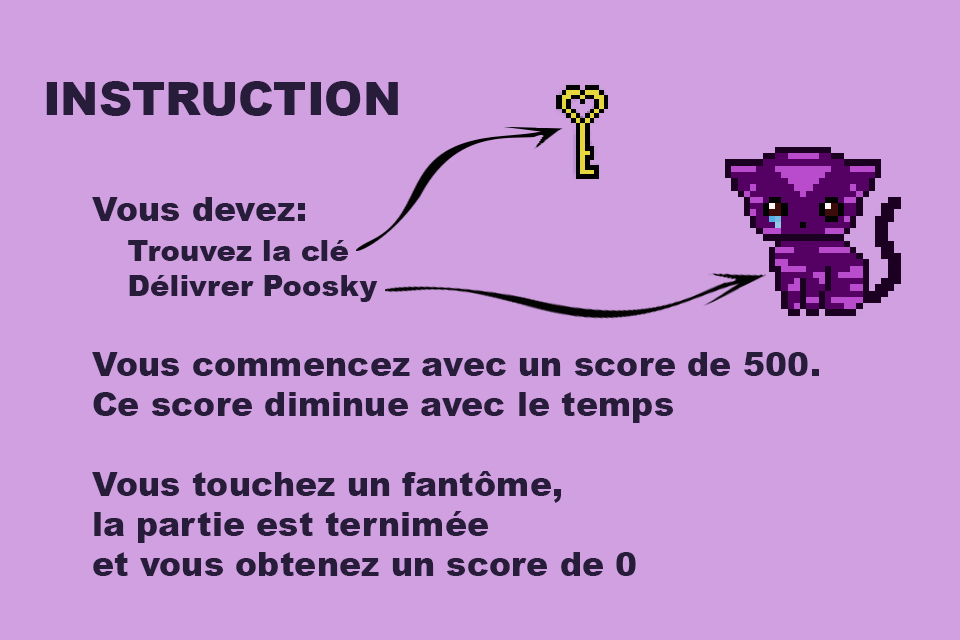 INSTRUCTION
Vous devez:
Trouvez la clé
Délivrer Poosky
Vous commencez avec un score de 500.
Ce score diminue avec le temps
Vous touchez un fantôme,
la partie est ternimée
et vous obtenez un score de 0